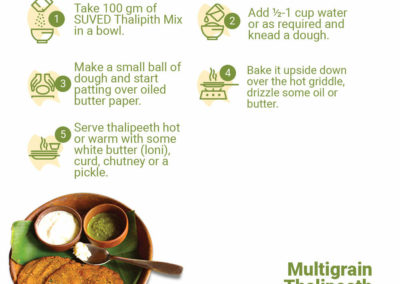 1
Take 100 gm of
SUVED Thalipith Mix
in a bowl.
2
Add ½-1 cup water
or as required and
knead a dough.
3
Make a small ball of
dough and start
patting over oiled
butter paper.
4
Bake it upside down
over the hot griddle,
drizzle some oil or
butter.
5
Serve thalipeeth hot
or warm with some
white butter (loni),
curd, chutney or a
pickle.
Multigrain
Thalipeeth